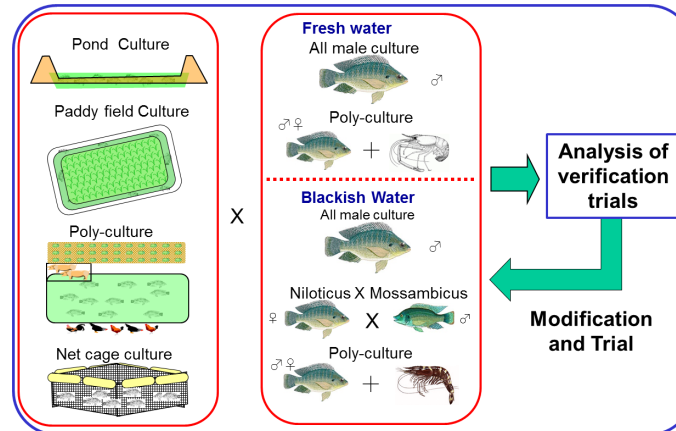 Pond Culture
Paddy field Culture
Poly-culture
Net cage culture
X
Fresh water
All male culture
♂
Poly-culture
♂♀
+
Blackish Water
All male culture
♂
Niloticus X Mossambicus
♀ X ♂
Poly-culture
♂♀
+
Analysis of
verification
trials
Modification
and Trial